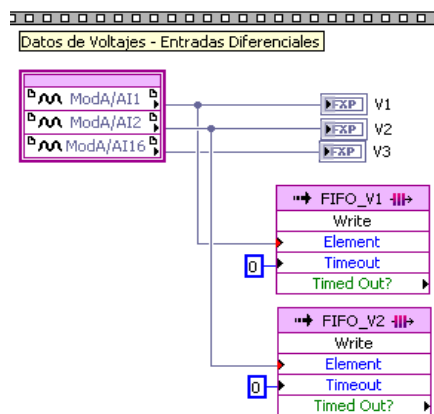 Datos de Voltajes - Entradas Diferenciales
ModA/AI1
FXP V1
ModA/AI2
FXP V2
ModA/AI16
FXP V3
FIFO_V1
Write
Element
0 Timeout
Timed Out?
FIFO_V2
Write
Element
0 Timeout
Timed Out?